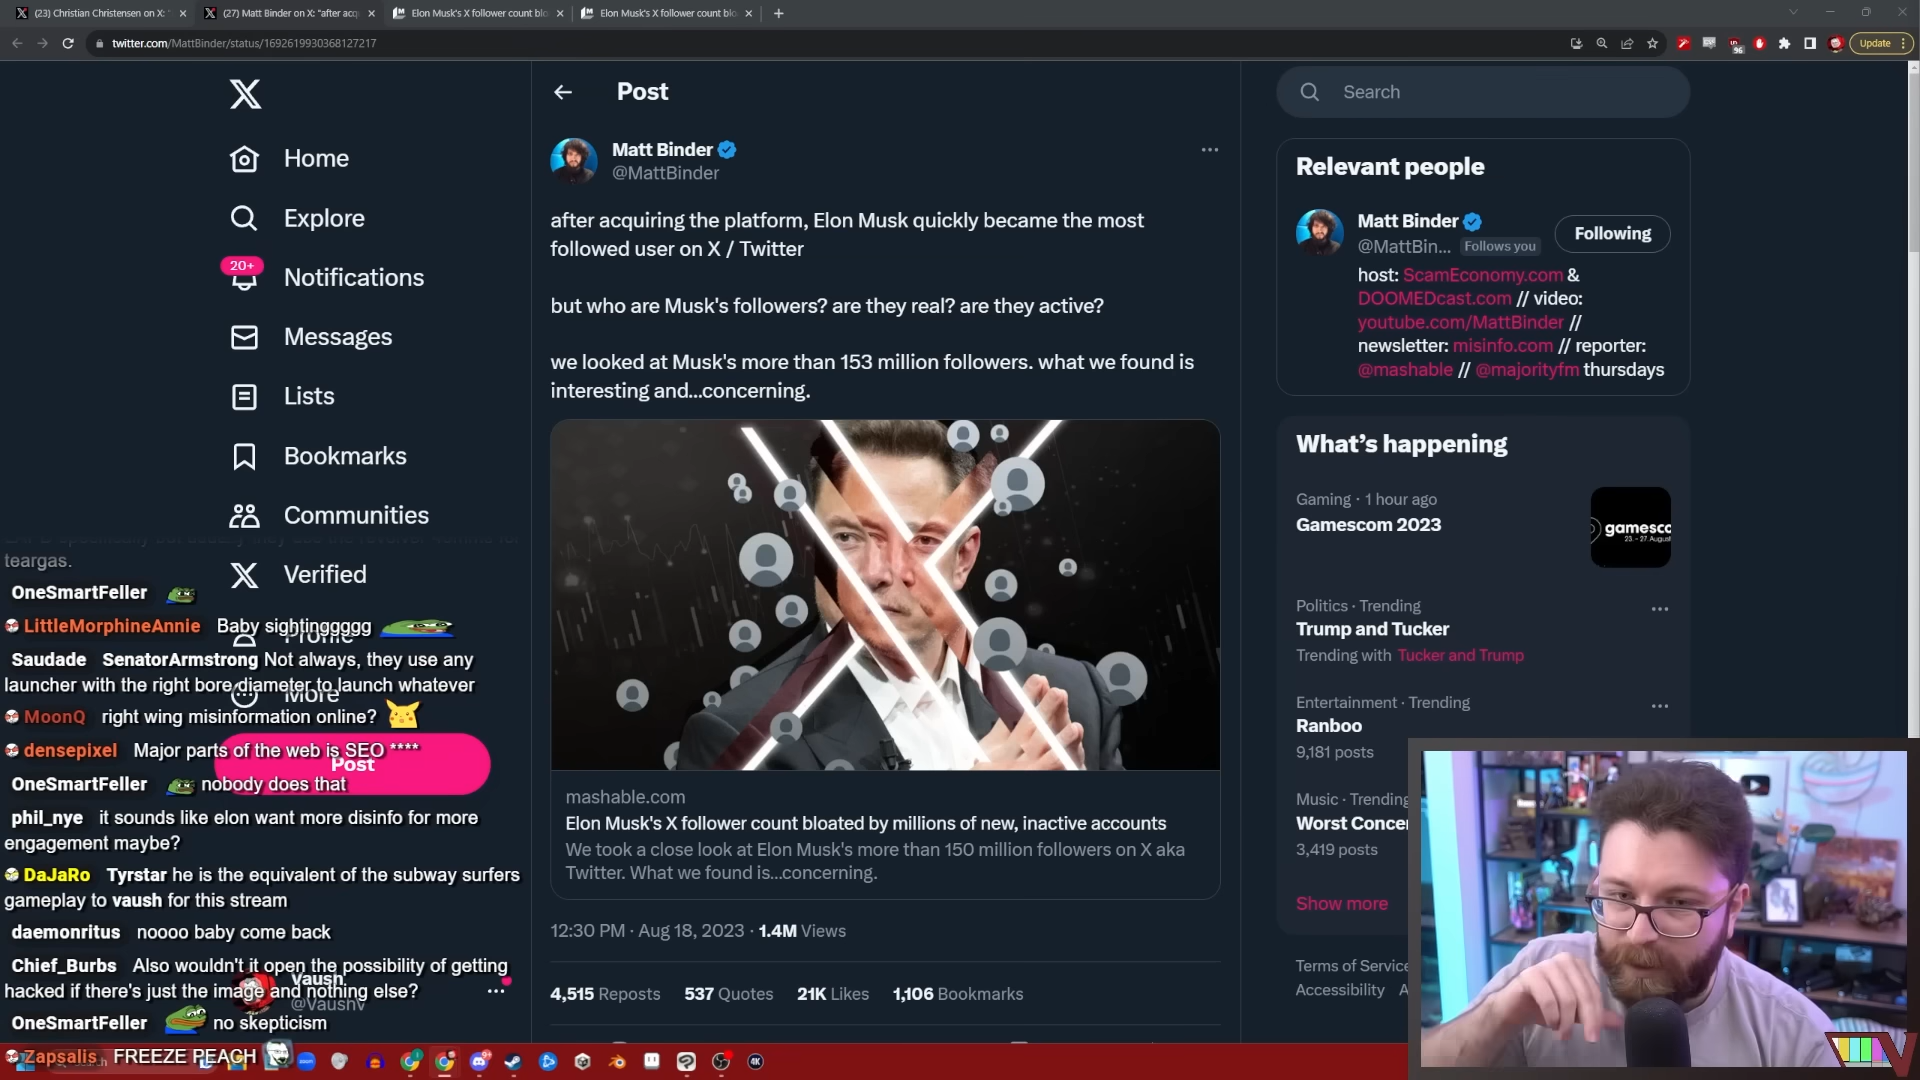 (23) Christian Christensen on X: "
(27) Matt Binder on X: "after acq
Elon Musk's X follower count blo
Elon Musk's X follower count blo
twitter.com/MattBinder/status/1692619930368127217
96
Update
Home
Explore
20+
Notifications
Messages
Lists
Bookmarks
Communities
Verified
Profile
More
Post
Vaush
@VaushV
teargas.
OneSmartFeller
LittleMorphineAnnie Baby sightinggggg
Saudade SenatorArmstrong Not always, they use any
launcher with the right bore diameter to launch whatever
MoonQ right wing misinformation online?
densepixel Major parts of the web is SEO ****
OneSmartFeller nobody does that
phil_nye it sounds like elon want more disinfo for more
engagement maybe?
DaJaRo Tyrstar he is the equivalent of the subway surfers
gameplay to vaush for this stream
daemonritus noooo baby come back
Chief_Burbs Also wouldn't it open the possibility of getting
hacked if there's just the image and nothing else?
OneSmartFeller no skepticism
Zapsalis FREEZE PEACH
Post
Matt Binder
@MattBinder
after acquiring the platform, Elon Musk quickly became the most
followed user on X / Twitter
but who are Musk's followers? are they real? are they active?
we looked at Musk's more than 153 million followers. what we found is
interesting and...concerning.
mashable.com
Elon Musk's X follower count bloated by millions of new, inactive accounts
We took a close look at Elon Musk's more than 150 million followers on X aka
Twitter. What we found is...concerning.
12:30 PM · Aug 18, 2023 · 1.4M Views
4,515 Reposts 537 Quotes 21K Likes 1,106 Bookmarks
Search
Relevant people
Matt Binder
@MattBin... Follows you
Following
host: ScamEconomy.com &
DOOMEDcast.com // video:
youtube.com/MattBinder //
newsletter: misinfo.com // reporter:
@mashable // @majorityfm thursdays
What's happening
Gaming · 1 hour ago
Gamescom 2023
gamesco
23. – 27. August
Politics · Trending
Trump and Tucker
Trending with Tucker and Trump
Entertainment · Trending
Ranboo
9,181 posts
Music · Trending
Worst Concer
3,419 posts
Show more
Terms of Service
Accessibility A
4K